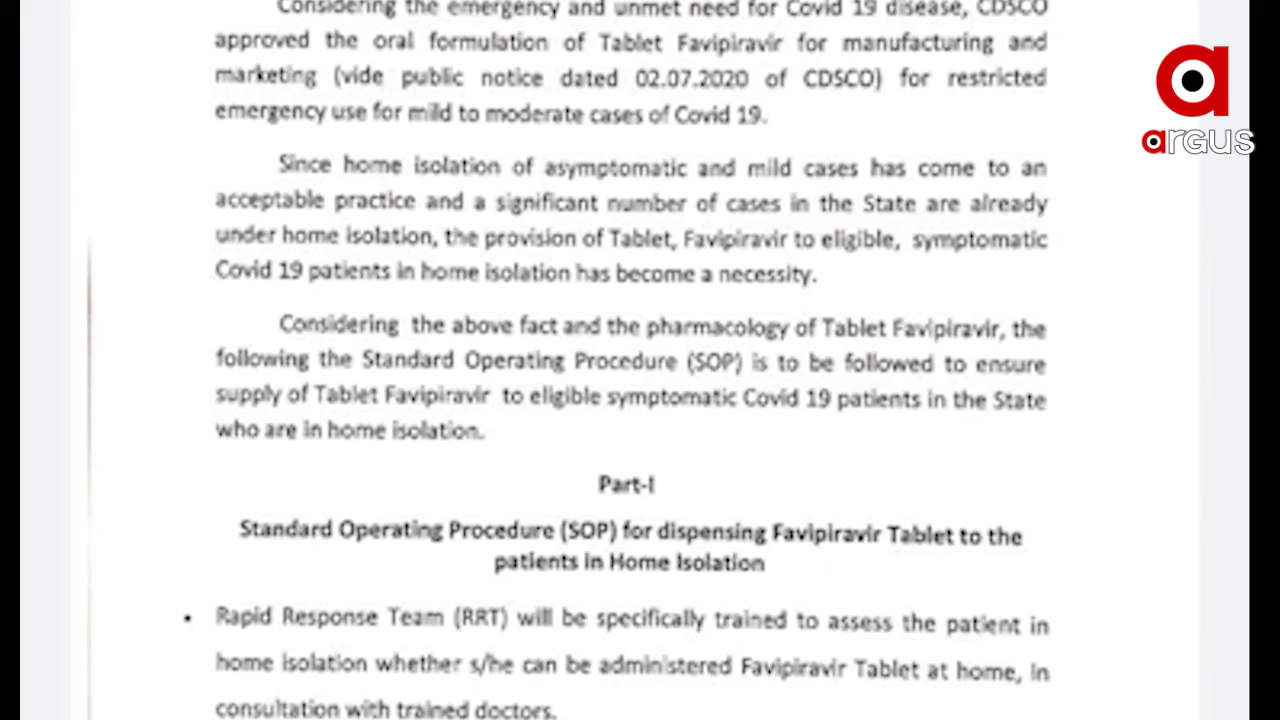 Considering the emergency and unmet need for Covid 19 disease, CDSCO
approved the oral formulation of Tablet Favipiravir for manufacturing and
marketing (vide public notice dated 02.07.2020 of CDSCO) for restricted
emergency use for mild to moderate cases of Covid 19.
Since home isolation of asymptomatic and mild cases has come to an
acceptable practice and a significant number of cases in the State are already
under home isolation, the provision of Tablet, Favipiravir to eligible, symptomatic
Covid 19 patients in home isolation has become a necessity.
Considering the above fact and the pharmacology of Tablet Favipiravir, the
following the Standard Operating Procedure (SOP) is to be followed to ensure
supply of Tablet Favipiravir to eligible symptomatic Covid 19 patients in the State
who are in home isolation.
Part-I
Standard Operating Procedure (SOP) for dispensing Favipiravir Tablet to the
patients in Home Isolation
• Rapid Response Team (RRT) will be specifically trained to assess the patient in
home isolation whether s/he can be administered Favipiravir Tablet at home, in
consultation with trained doctors.
a
argus